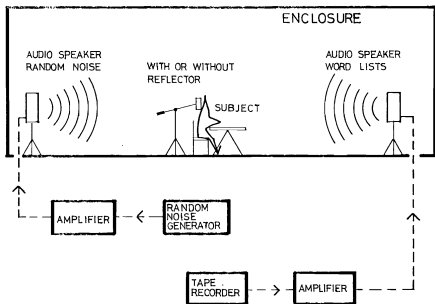 ENCLOSURE
AUDIO SPEAKER
RANDOM NOISE
WITH OR WITHOUT
REFLECTOR
SUBJECT
AUDIO SPEAKER
WORD LISTS
AMPLIFIER
RANDOM
NOISE
GENERATOR
TAPE
RECORDER
AMPLIFIER